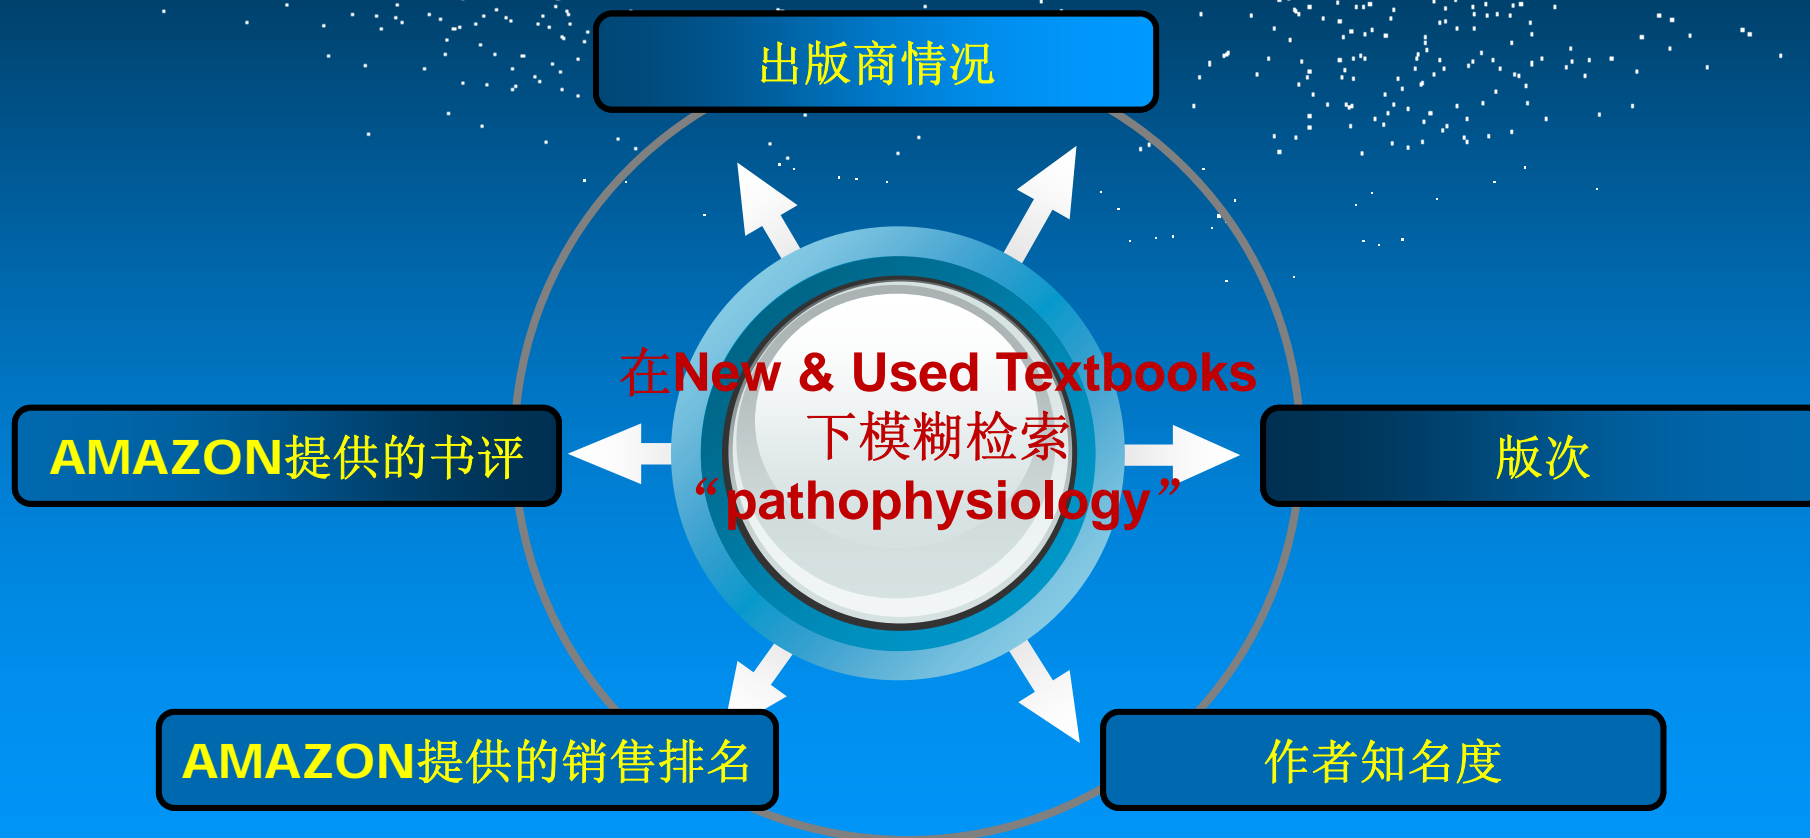 出版商情况
在New & Used Textbooks
下模糊检索
“pathophysiology”
AMAZON提供的书评
版次
AMAZON提供的销售排名
作者知名度